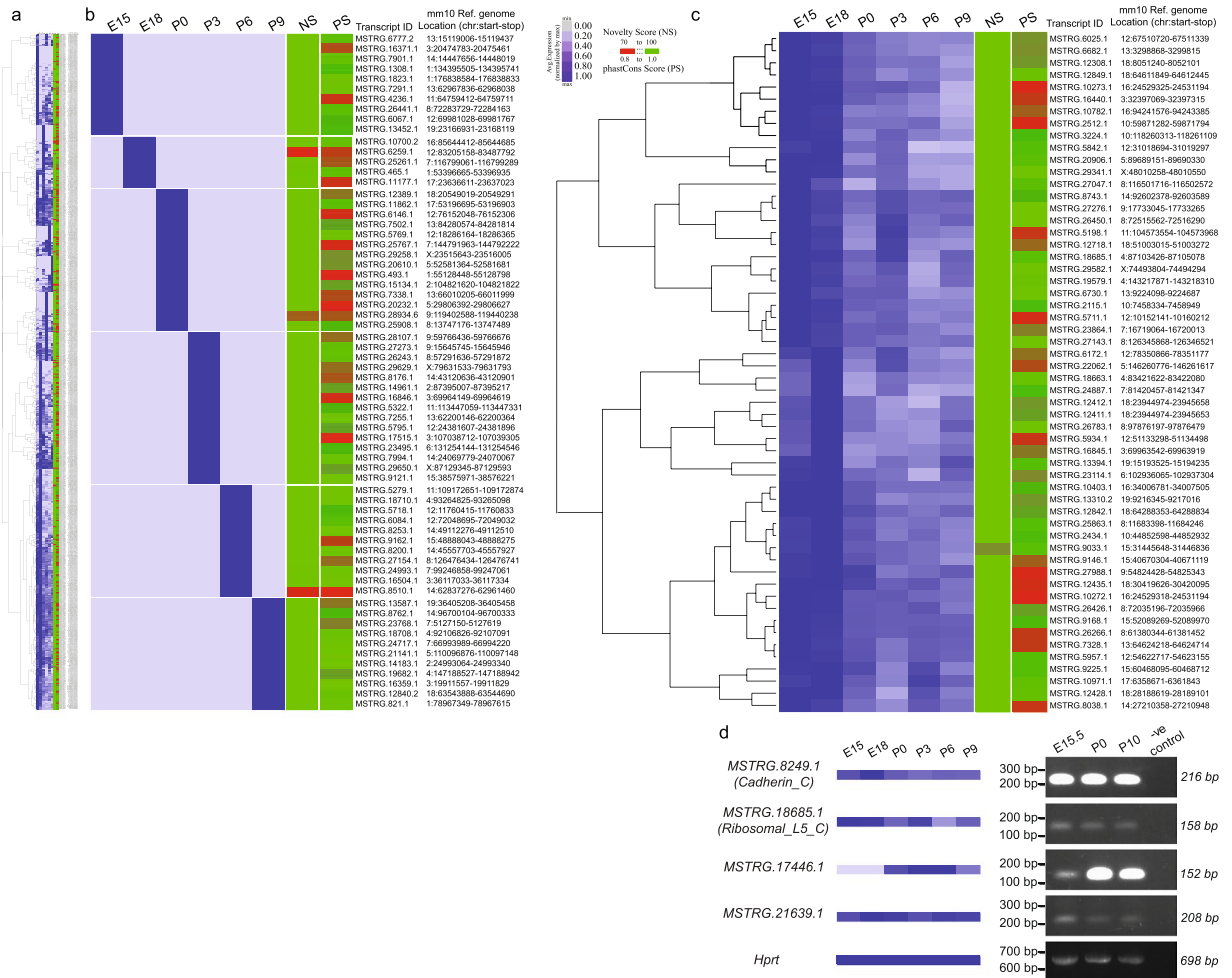 a
b
E15 E18 P0 P3 P6 P9 NS PS
Transcript ID
mm10 Ref. genome
Location (chr:start-stop)
MSTRG.6777.2 13:15119006-15119437
MSTRG.16371.1 3:20474783-20475461
MSTRG.7901.1 14:14447656-14448019
MSTRG.1308.1 1:134395505-134395741
MSTRG.1823.1 1:176838584-176838833
MSTRG.7291.1 13:62967836-62968038
MSTRG.4236.1 11:64759412-64759711
MSTRG.26441.1 8:72283729-72284163
MSTRG.6067.1 12:69981028-69981767
MSTRG.13452.1 19:23166931-23168119
MSTRG.10700.2 16:85644412-85644685
MSTRG.6259.1 12:83205158-83487792
MSTRG.25261.1 7:116799061-116799289
MSTRG.465.1 1:53396665-53396935
MSTRG.11177.1 17:23636611-23637023
MSTRG.12389.1 18:20549019-20549291
MSTRG.11862.1 17:53196695-53196903
MSTRG.6146.1 12:76152048-76152306
MSTRG.7502.1 13:84280574-84281814
MSTRG.5769.1 12:18286164-18286365
MSTRG.25767.1 7:144791963-144792222
MSTRG.29258.1 X:23515643-23516005
MSTRG.20610.1 5:52581364-52581681
MSTRG.493.1 1:55128448-55128798
MSTRG.15134.1 2:104821620-104821822
MSTRG.7338.1 13:66010205-66011999
MSTRG.20232.1 5:29806392-29806627
MSTRG.28934.6 9:119402588-119440238
MSTRG.25908.1 8:13747176-13747489
MSTRG.28107.1 9:59766436-59766676
MSTRG.27273.1 9:15645745-15645946
MSTRG.26243.1 8:57291636-57291872
MSTRG.29629.1 X:79631533-79631793
MSTRG.8176.1 14:43120636-43120901
MSTRG.14961.1 2:87395007-87395217
MSTRG.16846.1 3:69964149-69964619
MSTRG.5322.1 11:113447059-113447331
MSTRG.7255.1 13:62200146-62200364
MSTRG.5795.1 12:24381607-24381896
MSTRG.17515.1 3:107038712-107039305
MSTRG.23495.1 6:131254144-131254546
MSTRG.7994.1 14:24069779-24070067
MSTRG.29650.1 X:87129345-87129593
MSTRG.9121.1 15:38575971-38576221
MSTRG.5279.1 11:109172651-109172874
MSTRG.18710.1 4:93264825-93265098
MSTRG.5718.1 12:11760415-11760833
MSTRG.6084.1 12:72048695-72049032
MSTRG.8253.1 14:49112276-49112510
MSTRG.9162.1 15:48888043-48888275
MSTRG.8200.1 14:45557703-45557927
MSTRG.27154.1 8:126476434-126476741
MSTRG.24993.1 7:99246858-99247061
MSTRG.16504.1 3:36117033-36117334
MSTRG.8510.1 14:62837276-62961460
MSTRG.13587.1 19:36405208-36405458
MSTRG.8762.1 14:96700104-96700333
MSTRG.23768.1 7:5127150-5127619
MSTRG.18708.1 4:92106826-92107091
MSTRG.24717.1 7:66993989-66994220
MSTRG.21141.1 5:110096876-110097148
MSTRG.14183.1 2:24993064-24993340
MSTRG.19682.1 4:147188527-147188942
MSTRG.16359.1 3:19911557-19911829
MSTRG.12840.2 18:63543888-63544690
MSTRG.821.1 1:78967349-78967615
Avg Expression
(normalized by max)
min
0.00
0.20
0.40
0.60
0.80
1.00
max
Novelty Score (NS)
70 to 100
0.8 to 1.0
phastCons Score (PS)
c
E15 E18 P0 P3 P6 P9 NS PS
Transcript ID
mm10 Ref. genome
Location (chr:start-stop)
MSTRG.6025.1 12:67510720-67511339
MSTRG.6682.1 13:3298868-3299815
MSTRG.12308.1 18:8051240-8052101
MSTRG.12849.1 18:64611849-64612445
MSTRG.10273.1 16:24529325-24531194
MSTRG.16440.1 3:32397069-32397315
MSTRG.10782.1 16:94241576-94243385
MSTRG.2512.1 10:59871282-59871794
MSTRG.3224.1 10:118260313-118261109
MSTRG.5842.1 12:31018694-31019297
MSTRG.20906.1 5:89689151-89690330
MSTRG.29341.1 X:48010258-48010550
MSTRG.27047.1 8:116501716-116502572
MSTRG.8743.1 14:92602378-92603589
MSTRG.27276.1 9:17733045-17733265
MSTRG.26450.1 8:72515562-72516290
MSTRG.5198.1 11:104573554-104573968
MSTRG.12718.1 18:51003015-51003272
MSTRG.18685.1 4:87103426-87105078
MSTRG.29582.1 X:74493804-74494294
MSTRG.19579.1 4:143217871-143218310
MSTRG.6730.1 13:9224098-9224687
MSTRG.2115.1 10:7458334-7458949
MSTRG.5711.1 12:10152141-10160212
MSTRG.23864.1 7:16719064-16720013
MSTRG.27143.1 8:126345868-126346521
MSTRG.6172.1 12:78350866-78351177
MSTRG.22062.1 5:146260776-146261617
MSTRG.18663.1 4:83421622-83422080
MSTRG.24887.1 7:81420457-81421347
MSTRG.12412.1 18:23944974-23945658
MSTRG.12411.1 18:23944974-23945653
MSTRG.26783.1 8:97876197-97876479
MSTRG.5934.1 12:51133298-51134498
MSTRG.16845.1 3:69963542-69963919
MSTRG.13394.1 19:15193525-15194235
MSTRG.23114.1 6:102936065-102937304
MSTRG.10403.1 16:34006781-34007505
MSTRG.13310.2 19:9216345-9217016
MSTRG.12842.1 18:64288353-64288834
MSTRG.25863.1 8:11683398-11684246
MSTRG.2434.1 10:44852598-44852932
MSTRG.9033.1 15:31445648-31446836
MSTRG.9146.1 15:40670304-40671119
MSTRG.27988.1 9:54824428-54825343
MSTRG.12435.1 18:30419626-30420095
MSTRG.10272.1 16:24529318-24531194
MSTRG.26426.1 8:72035196-72035966
MSTRG.9168.1 15:52089269-52089970
MSTRG.26266.1 8:61380344-61381452
MSTRG.7328.1 13:64624218-64624714
MSTRG.5957.1 12:54622717-54623155
MSTRG.9225.1 15:60468095-60468712
MSTRG.10971.1 17:6358671-6361843
MSTRG.12428.1 18:28188619-28189101
MSTRG.8038.1 14:27210358-27210948
d
E15 E18 P0 P3 P6 P9
E15.5 P0 P10 -ve control
MSTRG.8249.1
(Cadherin_C)
300 bp
200 bp
216 bp
MSTRG.18685.1
(Ribosomal_L5_C)
200 bp
100 bp
158 bp
MSTRG.17446.1
200 bp
100 bp
152 bp
MSTRG.21639.1
300 bp
200 bp
208 bp
Hprt
700 bp
600 bp
698 bp